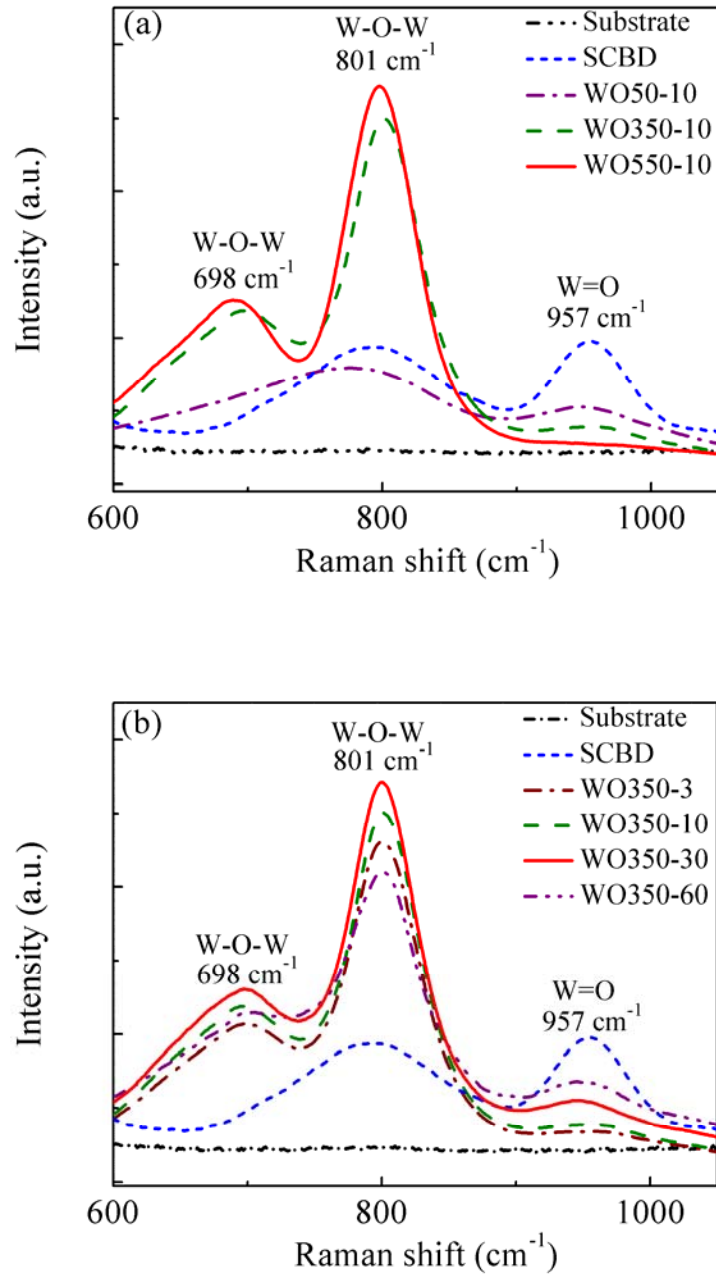 (a)
W-O-W
801 cm⁻¹
Substrate
SCBD
WO50-10
WO350-10
WO550-10
W-O-W
698 cm⁻¹
W=O
957 cm⁻¹
Intensity (a.u.)
600
800
1000
Raman shift (cm⁻¹)
(b)
W-O-W
801 cm⁻¹
Substrate
SCBD
WO350-3
WO350-10
WO350-30
WO350-60
W-O-W
698 cm⁻¹
W=O
957 cm⁻¹
Intensity (a.u.)
600
800
1000
Raman shift (cm⁻¹)